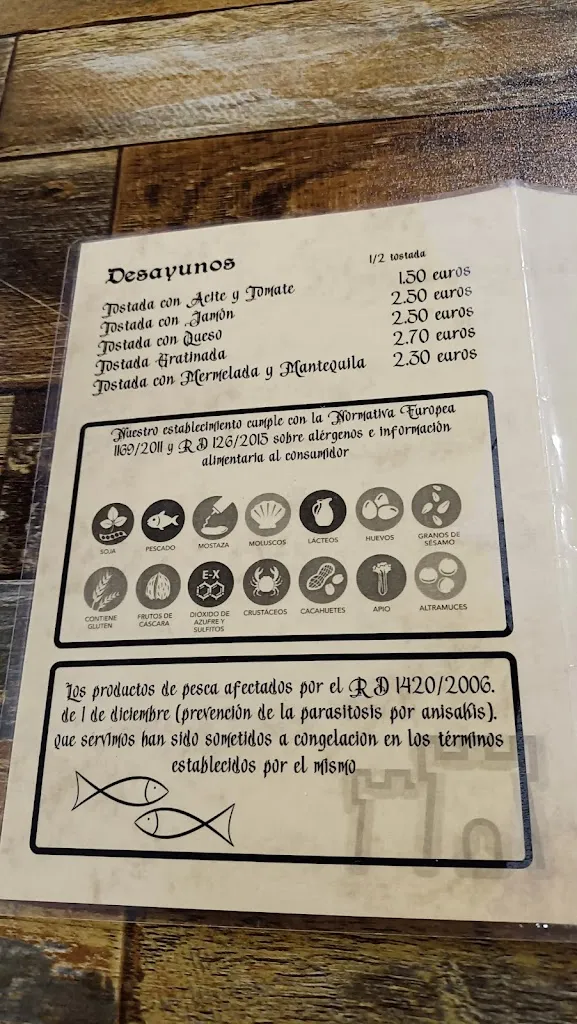 Desayunos
1/2 tostada
Tostada con Acite y Tomate 1.50 euros
Tostada con Jamón 2.50 euros
Tostada con Queso 2.50 euros
Tostada Gratinada 2.70 euros
Tostada con Mermelada y Mantequila 2.30 euros
Nuestro establecimiento cumple con la Normativa Europea
1169/2011 y RD 126/2015 sobre alérgenos e información
alimentaria al consumidor
SOJA PESCADO MOSTAZA MOLUSCOS LÁCTEOS HUEVOS GRANOS DE SÉSAMO
E-X
CONTIENE GLUTEN FRUTOS DE CÁSCARA DIÓXIDO DE AZUFRE Y SULFITOS CRUSTÁCEOS CACAHUETES APIO ALTRAMUCES
Los productos de pesca afectados por el RD 1420/2006.
de 1 de diciembre (prevención de la parasitosis por anisakis).
que servimos han sido sometidos a congelacion en los términos
establecidos por el mismo